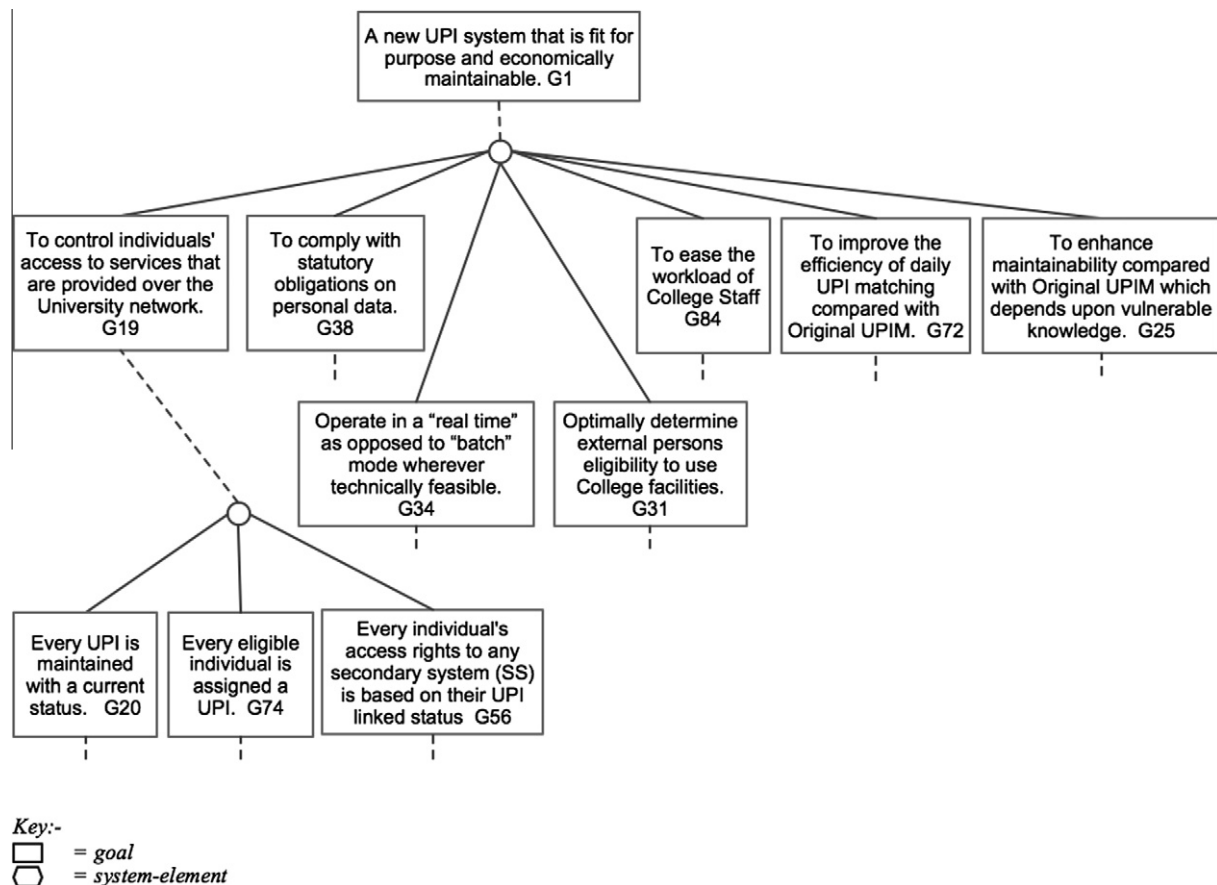 A new UPI system that is fit for
purpose and economically
maintainable. G1
To control individuals'
access to services that
are provided over the
University network.
G19
To comply with
statutory
obligations on
personal data.
G38
To ease the
workload of
College Staff
G84
To improve the
efficiency of daily
UPI matching
compared with
Original UPIM. G72
To enhance
maintainability compared
with Original UPIM which
depends upon vulnerable
knowledge. G25
Operate in a “real time”
as opposed to “batch”
mode wherever
technically feasible.
G34
Optimally determine
external persons
eligibility to use
College facilities.
G31
Every UPI is
maintained
with a current
status. G20
Every eligible
individual is
assigned a
UPI. G74
Every individual's
access rights to any
secondary system (SS)
is based on their UPI
linked status G56
Key:-
= goal
= system-element